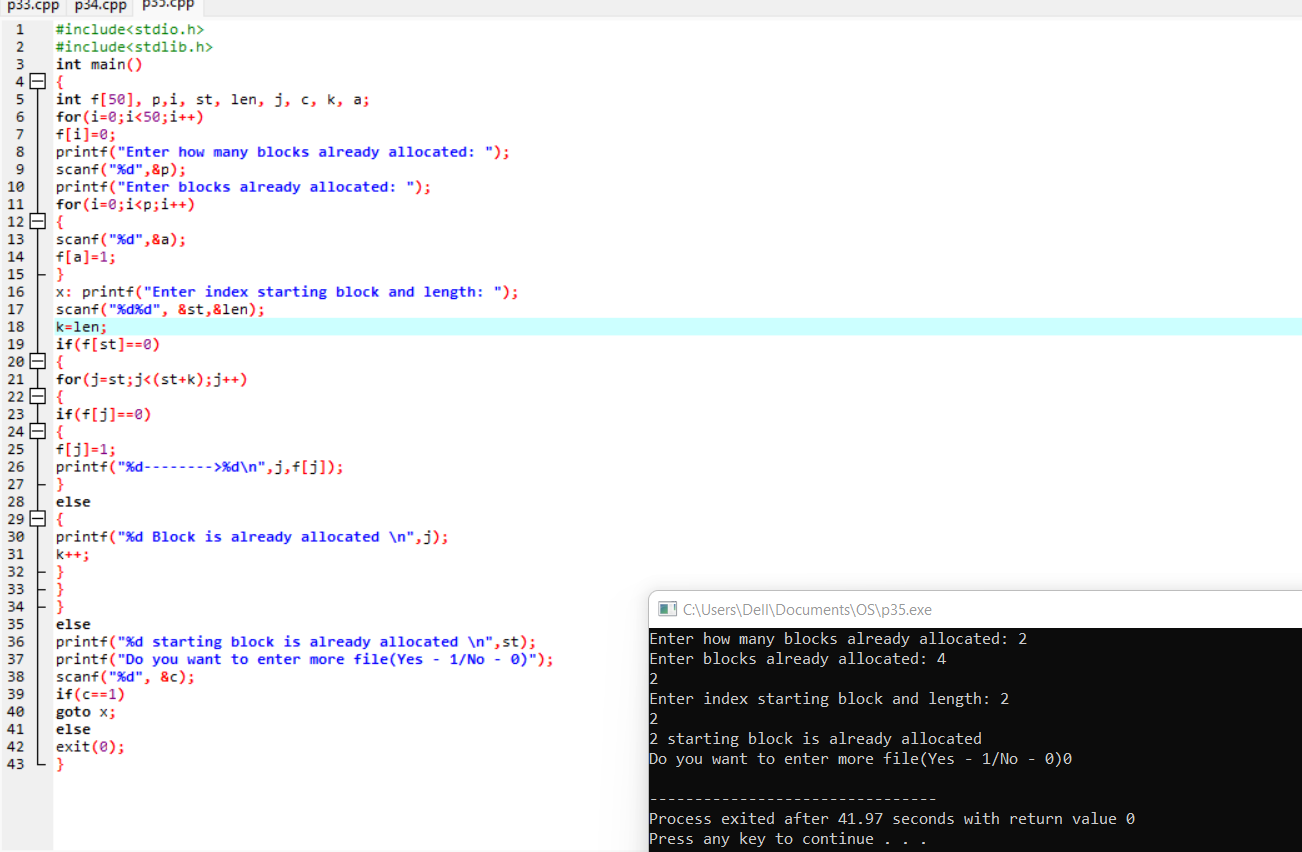 p33.cpp p34.cpp p35.cpp
1 #include<stdio.h>
2 #include<stdlib.h>
3 int main()
4 {
5 int f[50], p,i, st, len, j, c, k, a;
6 for(i=0;i<50;i++)
7 f[i]=0;
8 printf("Enter how many blocks already allocated: ");
9 scanf("%d",&p);
10 printf("Enter blocks already allocated: ");
11 for(i=0;i<p;i++)
12 {
13 scanf("%d",&a);
14 f[a]=1;
15 }
16 x: printf("Enter index starting block and length: ");
17 scanf("%d%d", &st,&len);
18 k=len;
19 if(f[st]==0)
20 {
21 for(j=st;j<(st+k);j++)
22 {
23 if(f[j]==0)
24 {
25 f[j]=1;
26 printf("%d-------->%d\n",j,f[j]);
27 }
28 else
29 {
30 printf("%d Block is already allocated \n",j);
31 k++;
32 }
33 }
34 }
35 else
36 printf("%d starting block is already allocated \n",st);
37 printf("Do you want to enter more file(Yes - 1/No - 0)");
38 scanf("%d", &c);
39 if(c==1)
40 goto x;
41 else
42 exit(0);
43 }
C:\Users\Dell\Documents\OS\p35.exe
Enter how many blocks already allocated: 2
Enter blocks already allocated: 4
2
Enter index starting block and length: 2
2
2 starting block is already allocated
Do you want to enter more file(Yes - 1/No - 0)0
--------------------------------
Process exited after 41.97 seconds with return value 0
Press any key to continue . . .